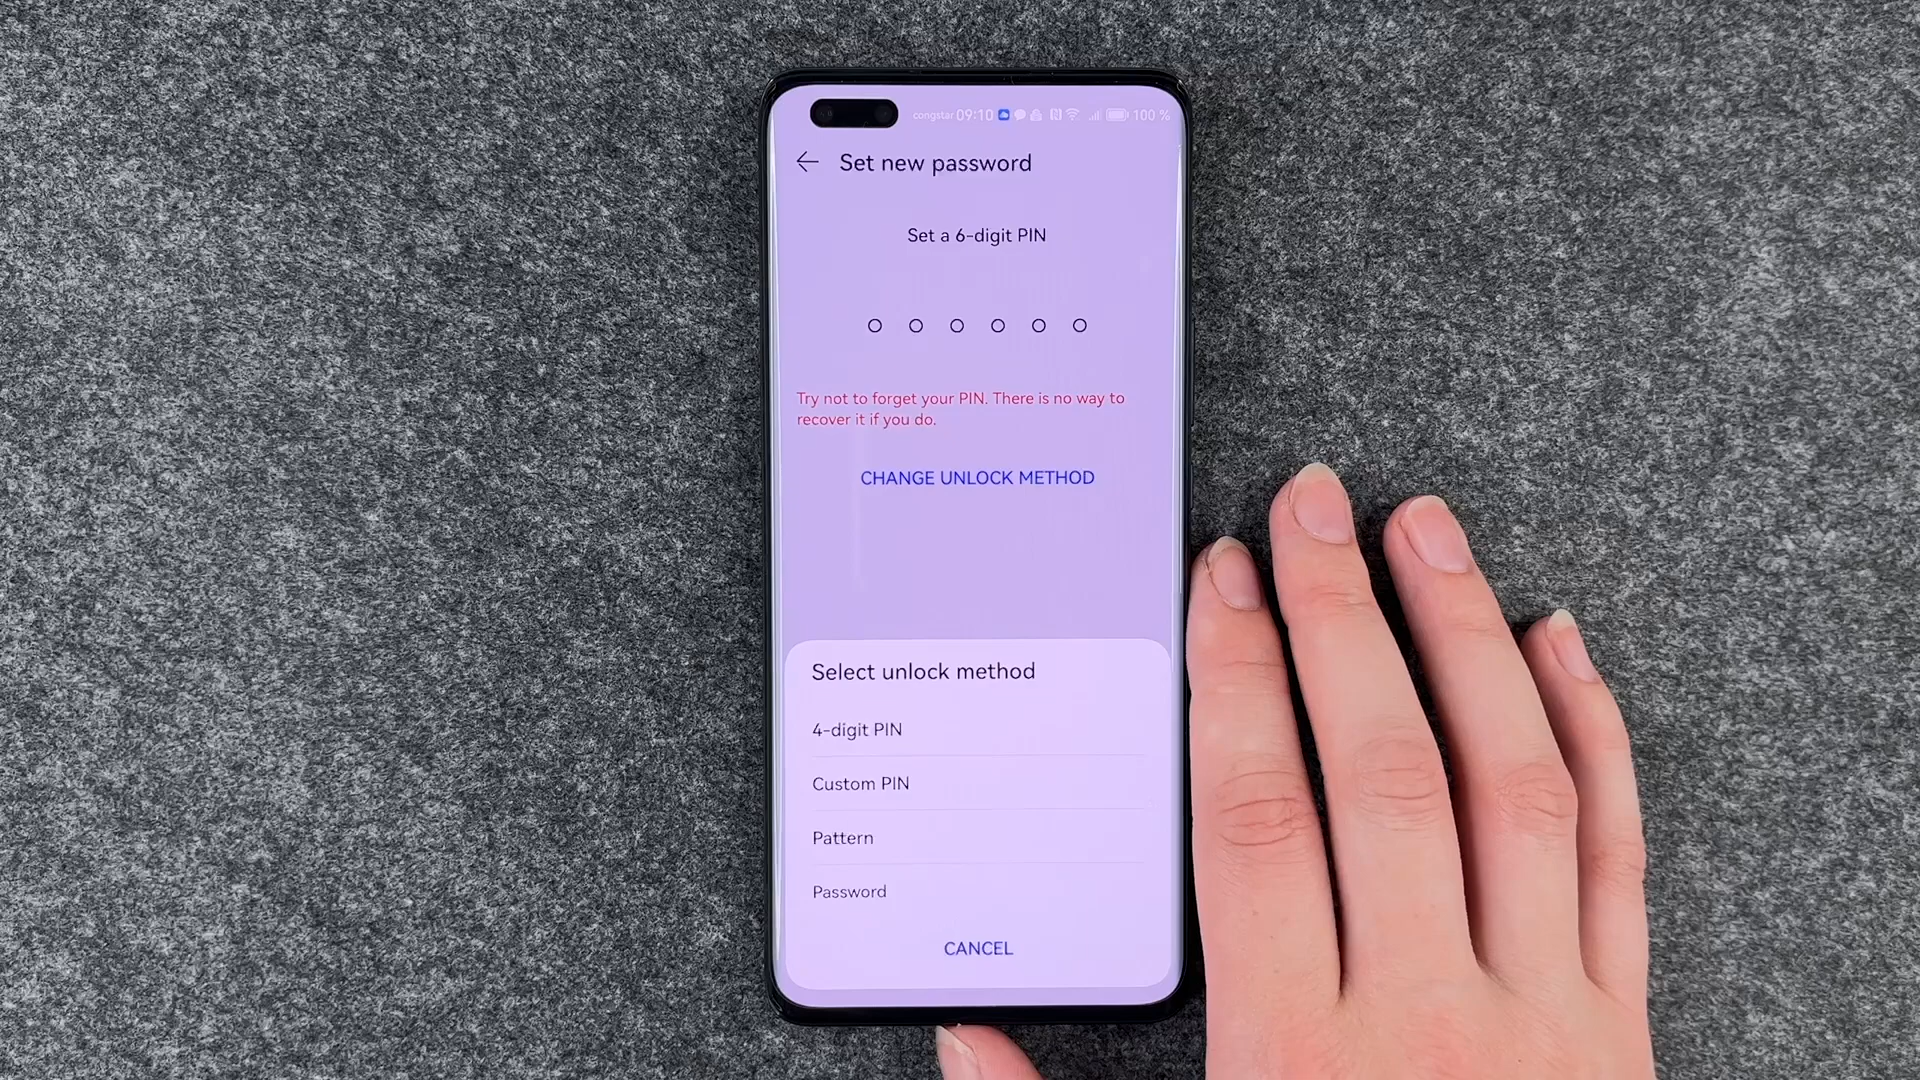 congstar 09:10 100 %
Set new password
Set a 6-digit PIN
Try not to forget your PIN. There is no way to
recover it if you do.
CHANGE UNLOCK METHOD
Select unlock method
4-digit PIN
Custom PIN
Pattern
Password
CANCEL